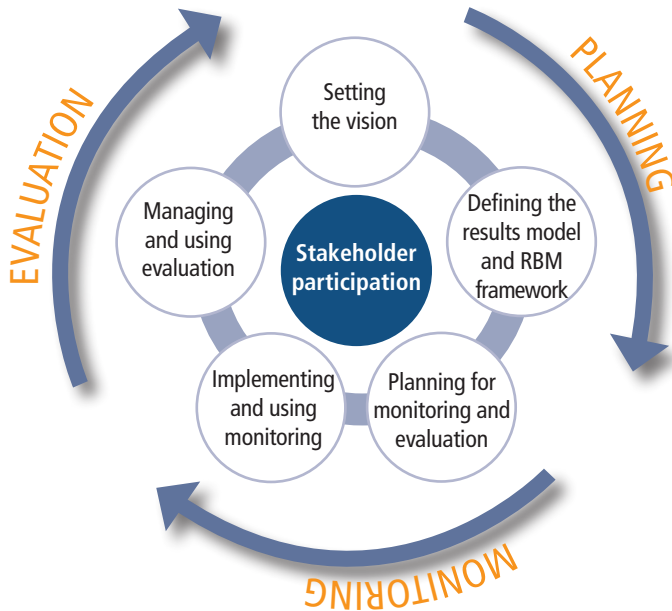 Setting
the vision
PLANNING
Defining the
results model
and RBM
framework
Planning for
monitoring and
evaluation
MONITORING
Implementing
and using
monitoring
Managing
and using
evaluation
EVALUATION
Stakeholder
participation